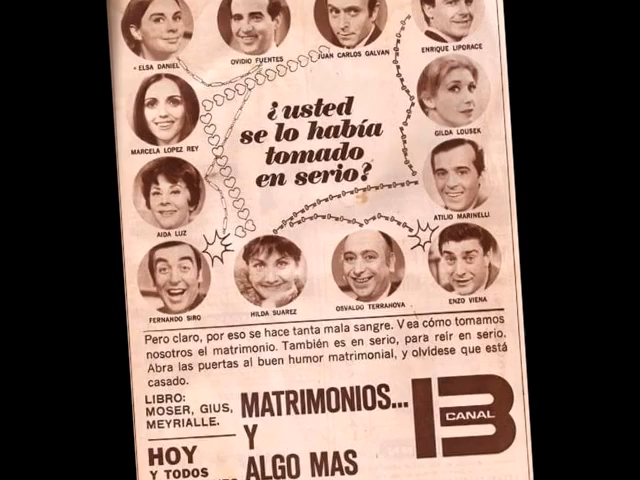 ELSA DANIEL
OVIDIO FUENTES
JUAN CARLOS GALVAN
ENRIQUE LIPORACE
MARCELA LOPEZ REY
GILDA LOUSEK
¿usted
se lo había
tomado
en serio?
AIDA LUZ
ATILIO MARINELLI
FERNANDO SIRO
HILDA SUAREZ
OSVALDO TERRANOVA
ENZO VIENA
Pero claro, por eso se hace tanta mala sangre. Vea cómo tomamos
nosotros el matrimonio. También es en serio, para reír en serio.
Abra las puertas al buen humor matrimonial, y olvídese que está
casado.
LIBRO:
MOSER, GIUS,
MEYRIALLE.
MATRIMONIOS...
Y
ALGO MAS
13
CANAL
HOY
Y TODOS